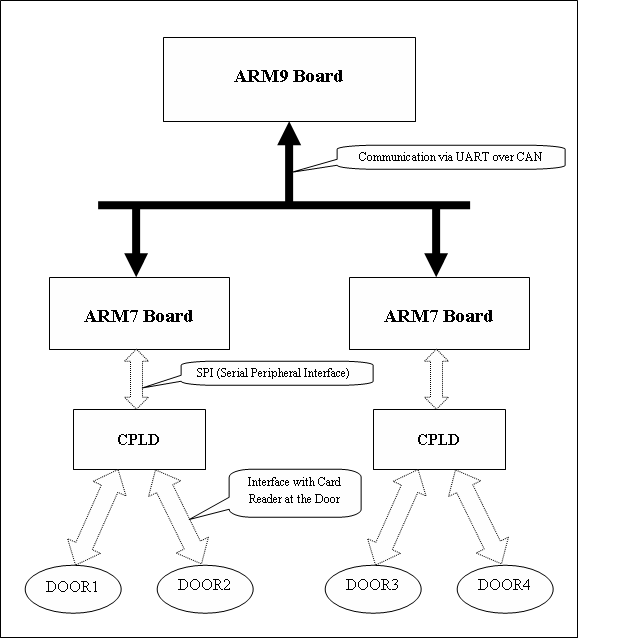 ARM9 Board
Communication via UART over CAN
ARM7 Board
ARM7 Board
SPI (Serial Peripheral Interface)
CPLD
CPLD
Interface with Card
Reader at the Door
DOOR1
DOOR2
DOOR3
DOOR4